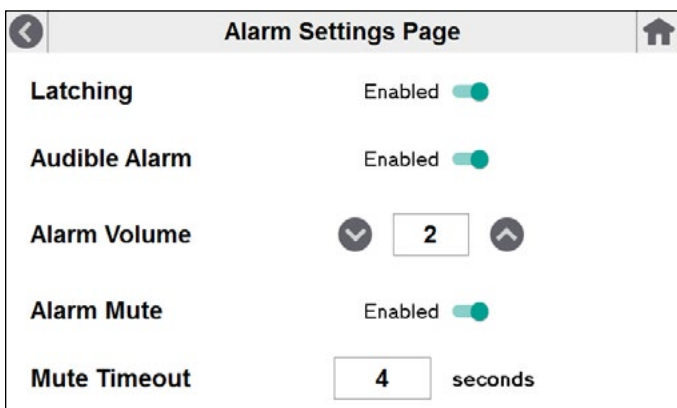 Alarm Settings Page
Latching Enabled
Audible Alarm Enabled
Alarm Volume 2
Alarm Mute Enabled
Mute Timeout 4 seconds